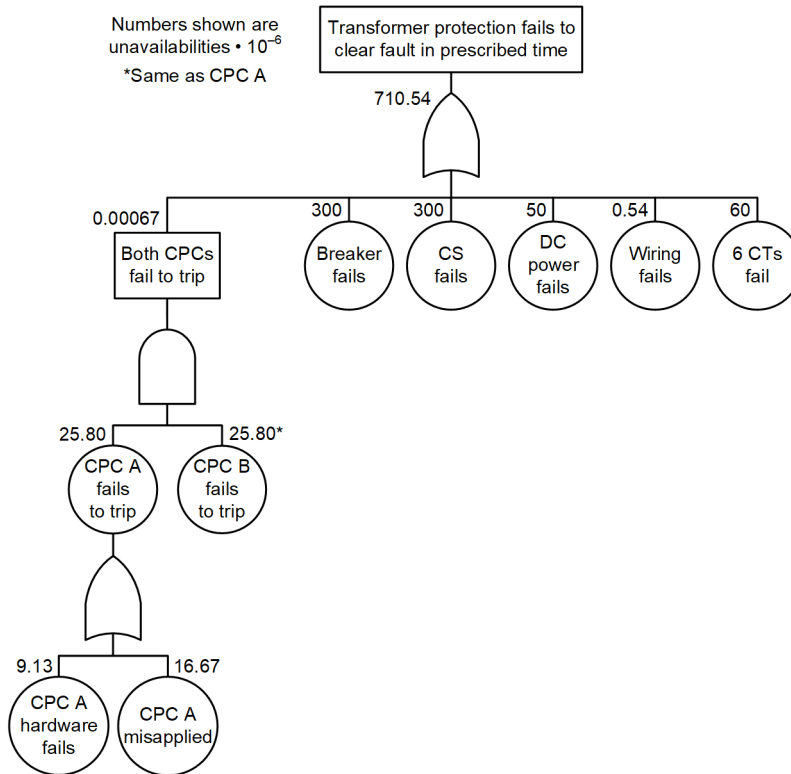 Numbers shown are
unavailabilities • 10⁻⁶
*Same as CPC A
Transformer protection fails to
clear fault in prescribed time
710.54
0.00067
300
300
50
0.54
60
Both CPCs
fail to trip
Breaker
fails
CS
fails
DC
power
fails
Wiring
fails
6 CTs
fail
25.80
25.80*
CPC A
fails
to trip
CPC B
fails
to trip
9.13
16.67
CPC A
hardware
fails
CPC A
misapplied